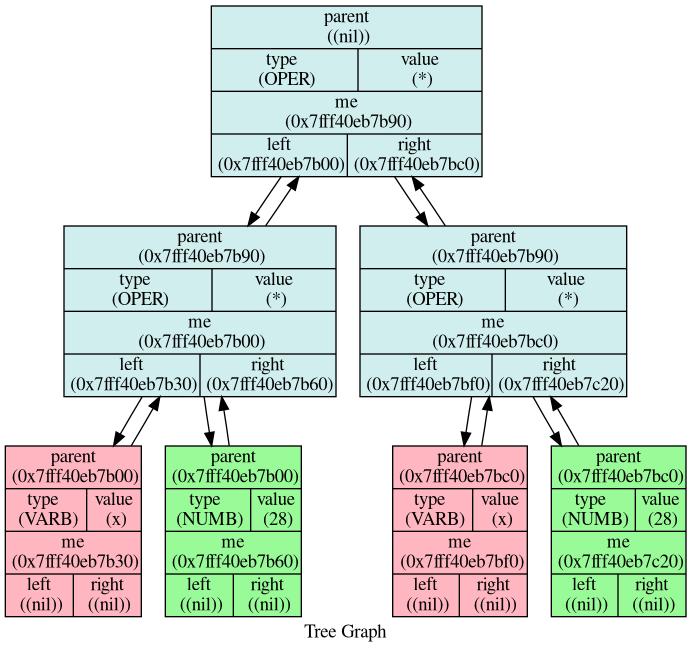 parent
((nil))
type value
(OPER) (*)
me
(0x7fff40eb7b90)
left right
(0x7fff40eb7b00) (0x7fff40eb7bc0)
parent parent
(0x7fff40eb7b90) (0x7fff40eb7b90)
type value type value
(OPER) (*) (OPER) (*)
me me
(0x7fff40eb7b00) (0x7fff40eb7bc0)
left right left right
(0x7fff40eb7b30) (0x7fff40eb7b60) (0x7fff40eb7bf0) (0x7fff40eb7c20)
parent parent parent parent
(0x7fff40eb7b00) (0x7fff40eb7b00) (0x7fff40eb7bc0) (0x7fff40eb7bc0)
type value type value type value type value
(VARB) (x) (NUMB) (28) (VARB) (x) (NUMB) (28)
me me me me
(0x7fff40eb7b30) (0x7fff40eb7b60) (0x7fff40eb7bf0) (0x7fff40eb7c20)
left right left right left right left right
((nil)) ((nil)) ((nil)) ((nil)) ((nil)) ((nil)) ((nil)) ((nil))
Tree Graph